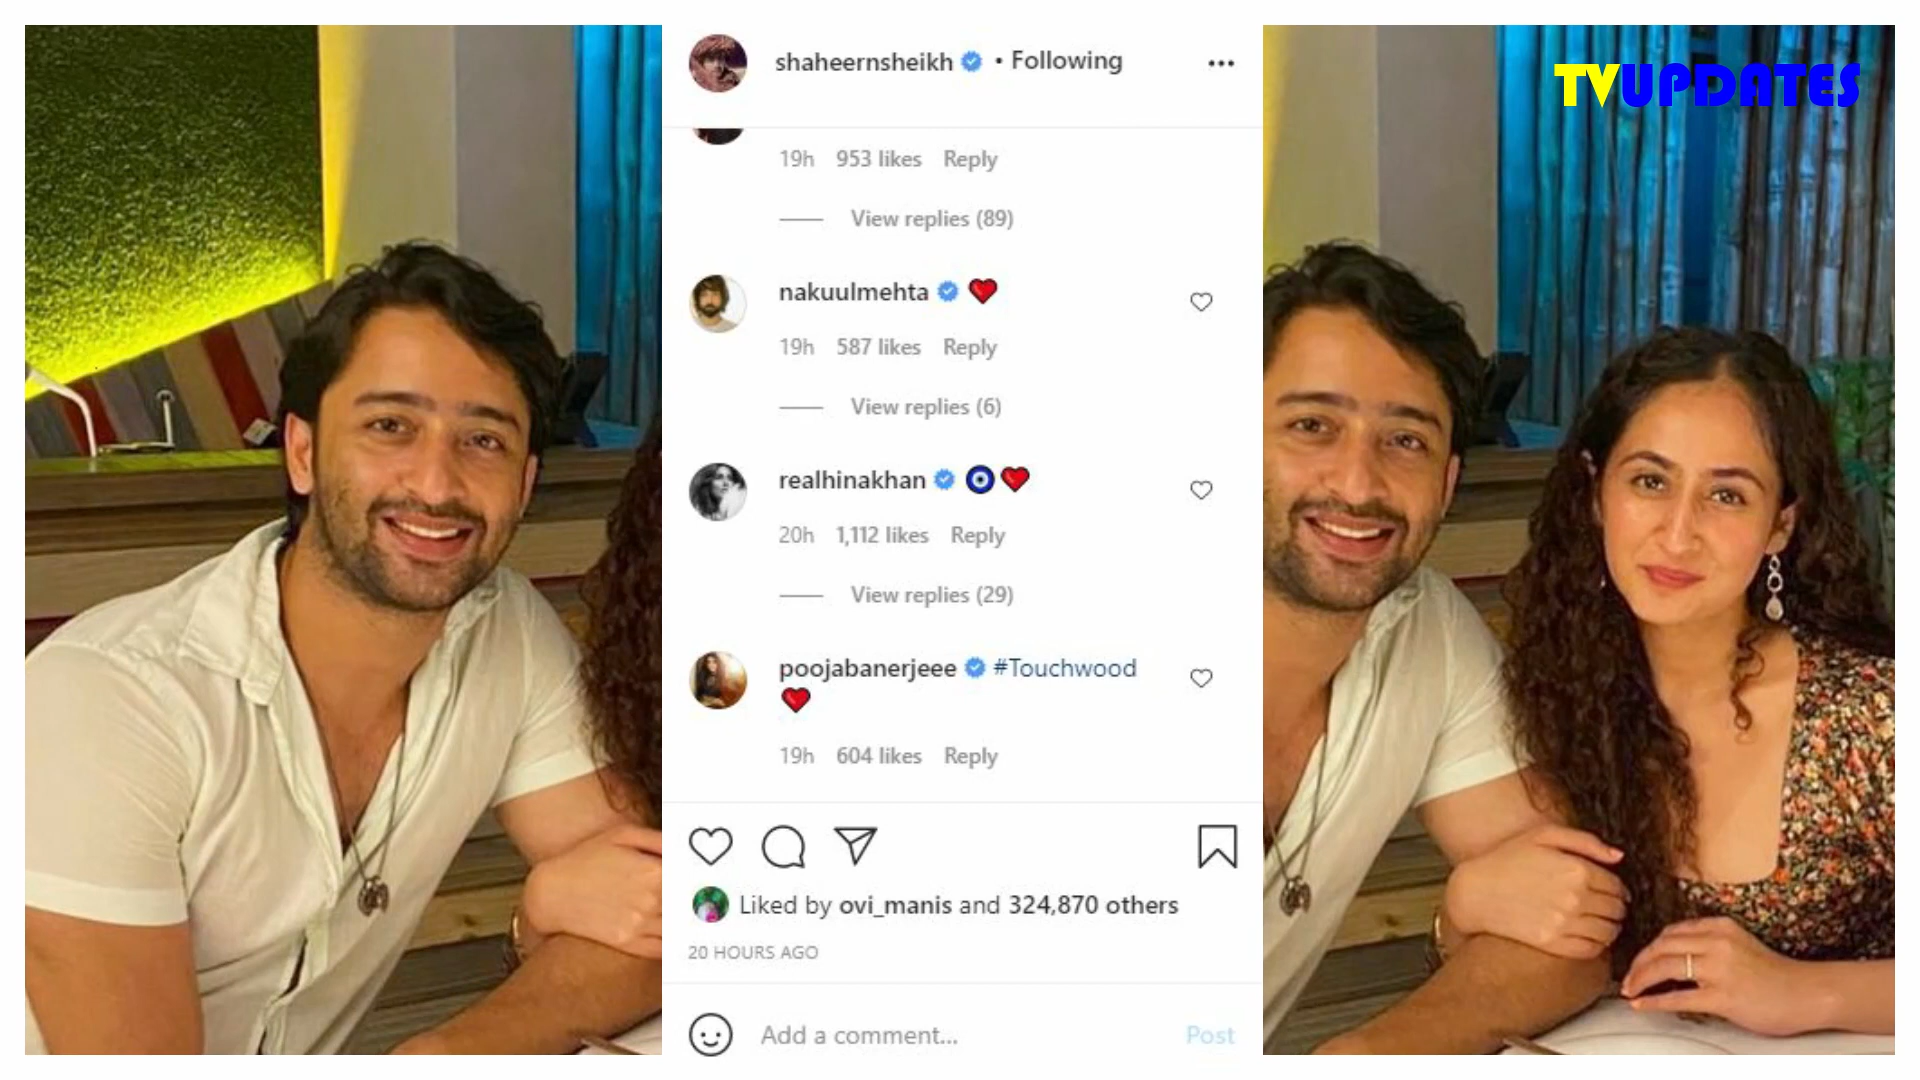 shaheernsheikh • Following
TVUPDATES
19h 953 likes Reply
View replies (89)
nakuulmehta ❤️
19h 587 likes Reply
View replies (6)
realhinakhan 🧿❤️
20h 1,112 likes Reply
View replies (29)
poojabanerjeee #Touchwood
❤️
19h 604 likes Reply
Liked by ovi_manis and 324,870 others
20 HOURS AGO
Add a comment... Post